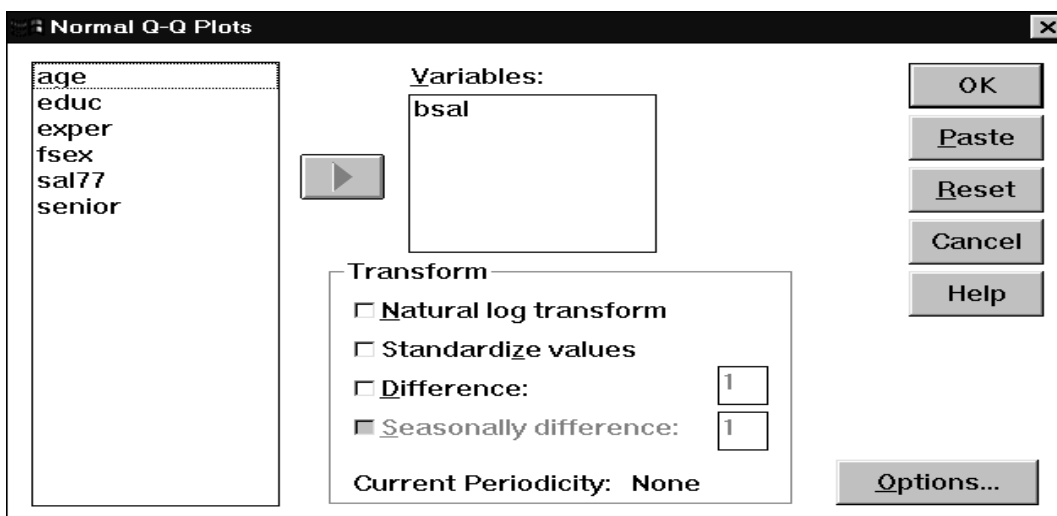 Normal Q-Q Plots
age
educ
exper
fsex
sal77
senior
Variables:
bsal
Transform
Natural log transform
Standardize values
Difference: 1
Seasonally difference: 1
Current Periodicity: None
OK
Paste
Reset
Cancel
Help
Options...